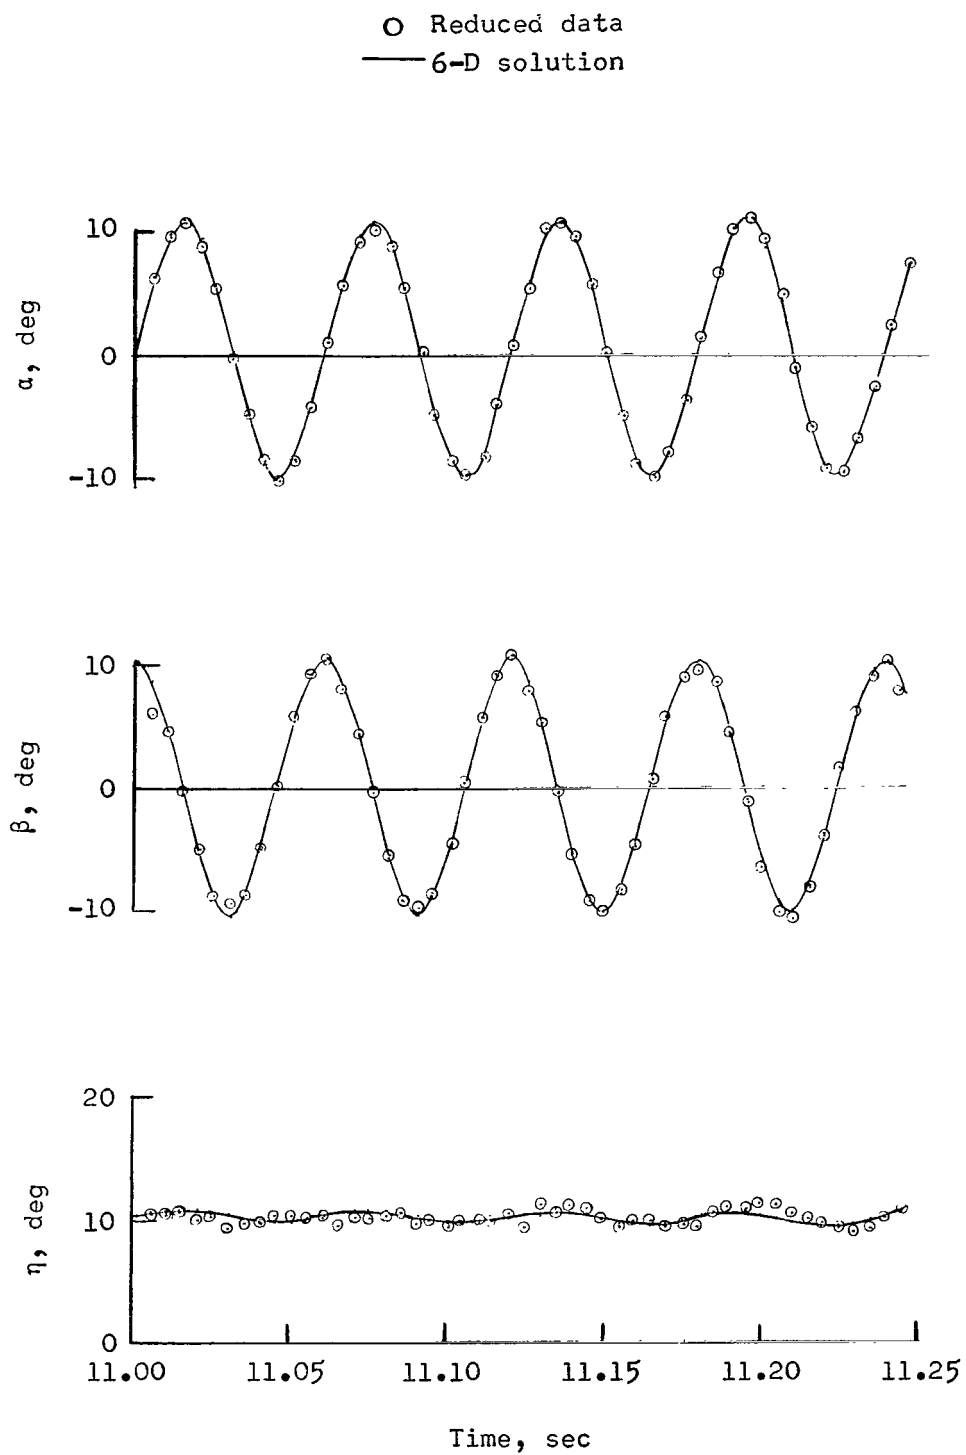 Reduced data
6-D solution
10
0
-10
α, deg
10
0
-10
β, deg
20
10
0
η, deg
11.00 11.05 11.10 11.15 11.20 11.25
Time, sec